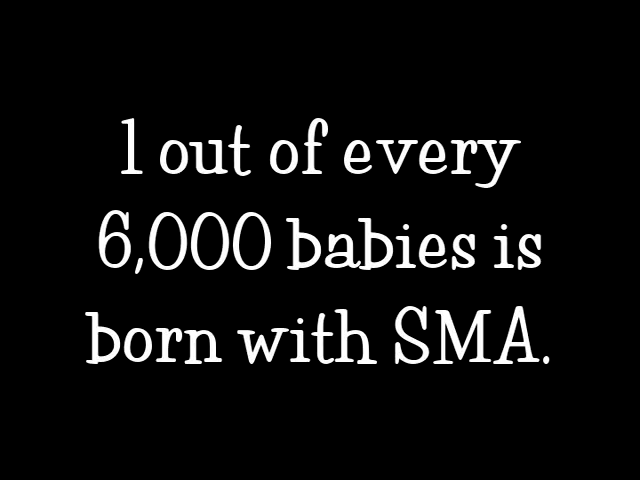 1 out of every
6,000 babies is
born with SMA.